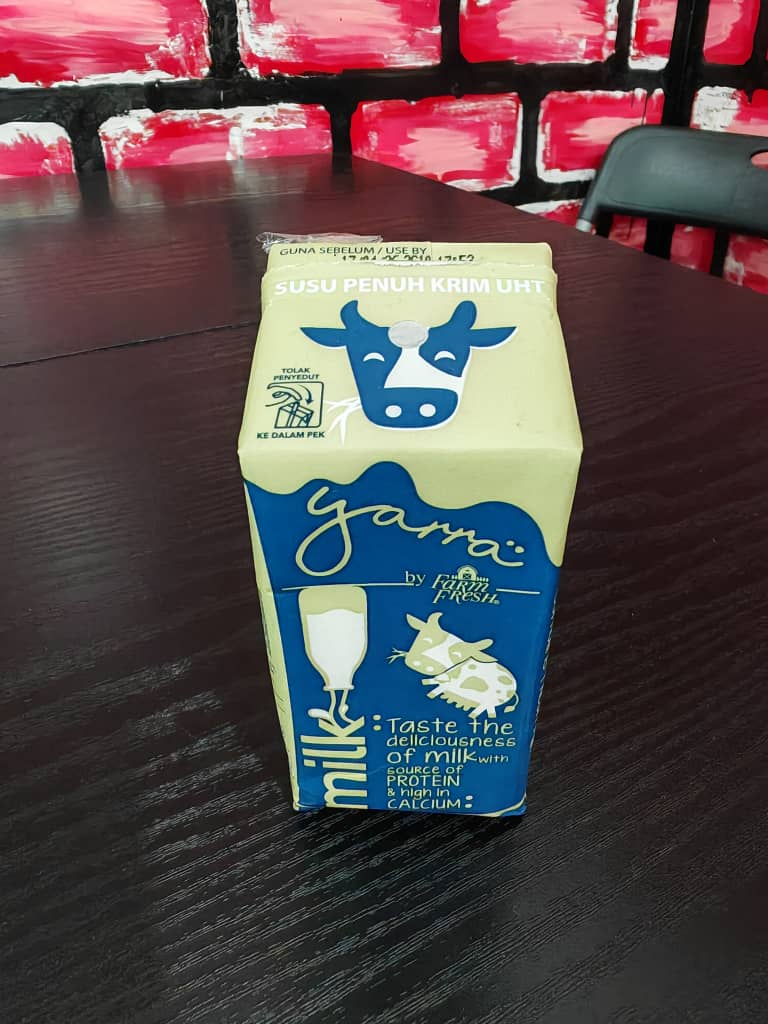 GUNA SEBELUM / USE BY
SUSU PENUH KRIM UHT
TOLAK
PENYEDUT
KE DALAM PEK
yarra
by FARM
FRESH®
milk
Taste the
deliciousness
of milk with
source of
PROTEIN
& high in
CALCIUM